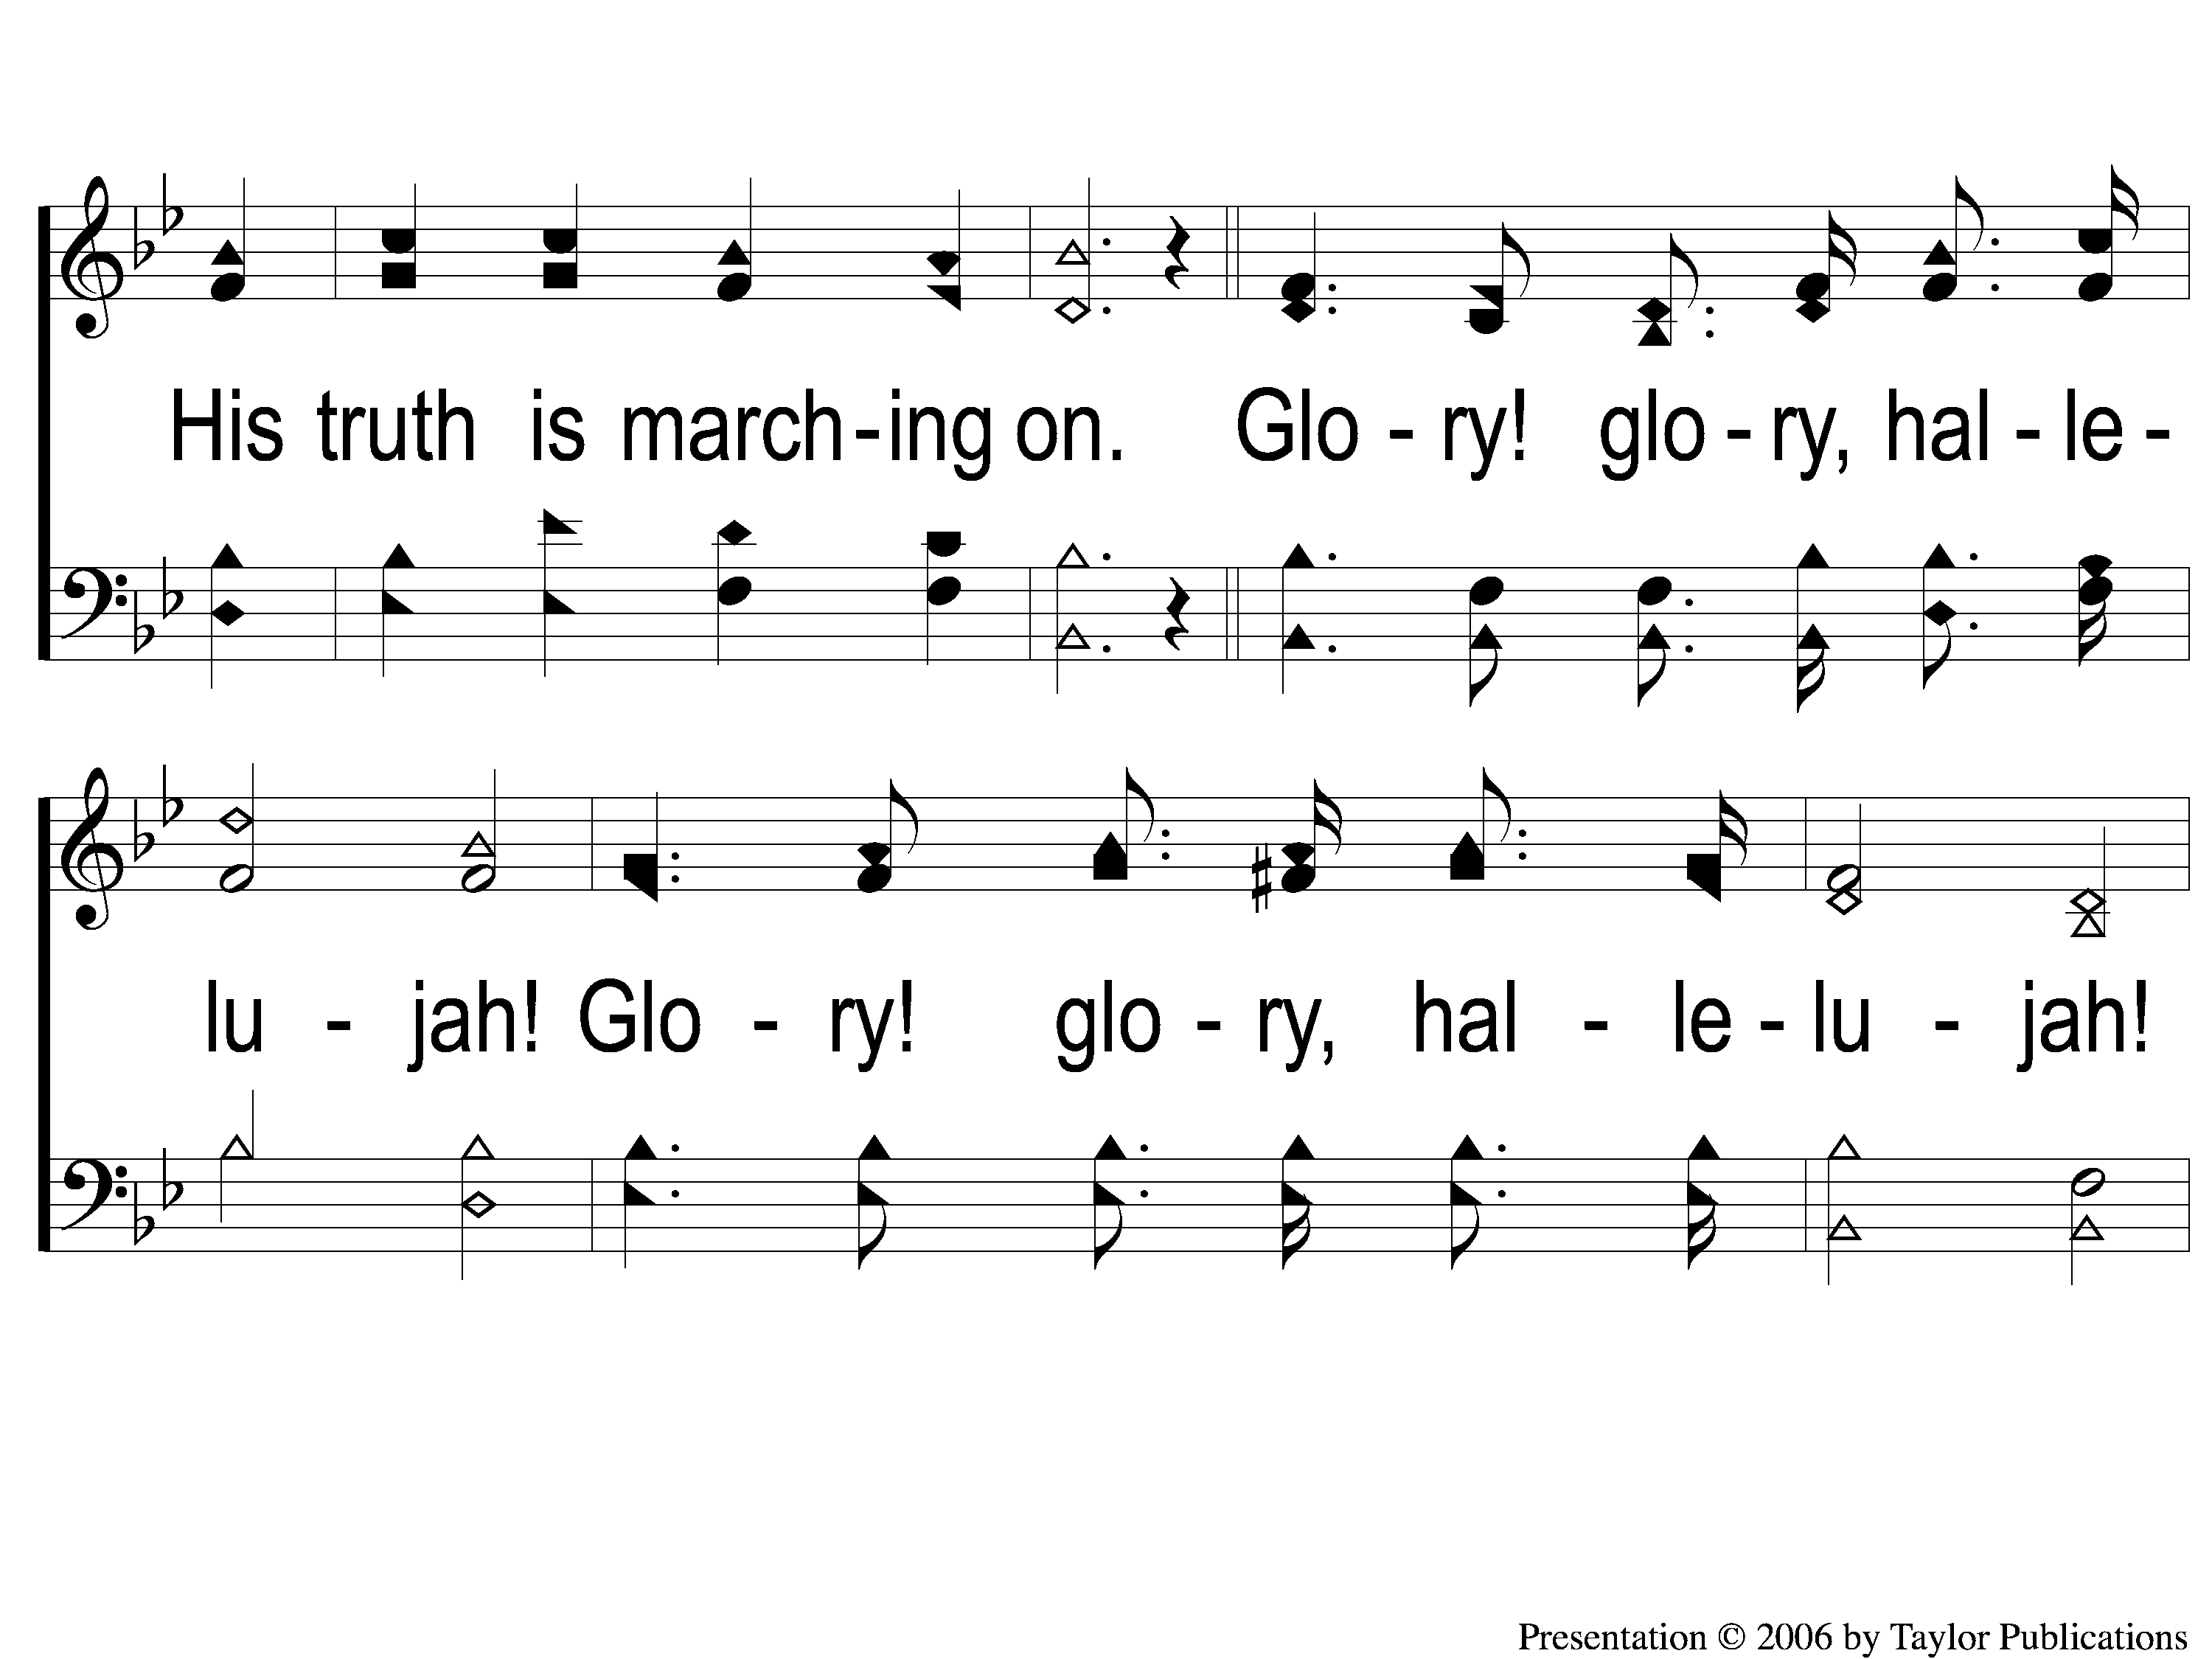 His truth is march-ing on. Glo - ry! glo - ry, hal - le -
lu - jah! Glo - ry! glo - ry, hal - le - lu - jah!
Presentation © 2006 by Taylor Publications